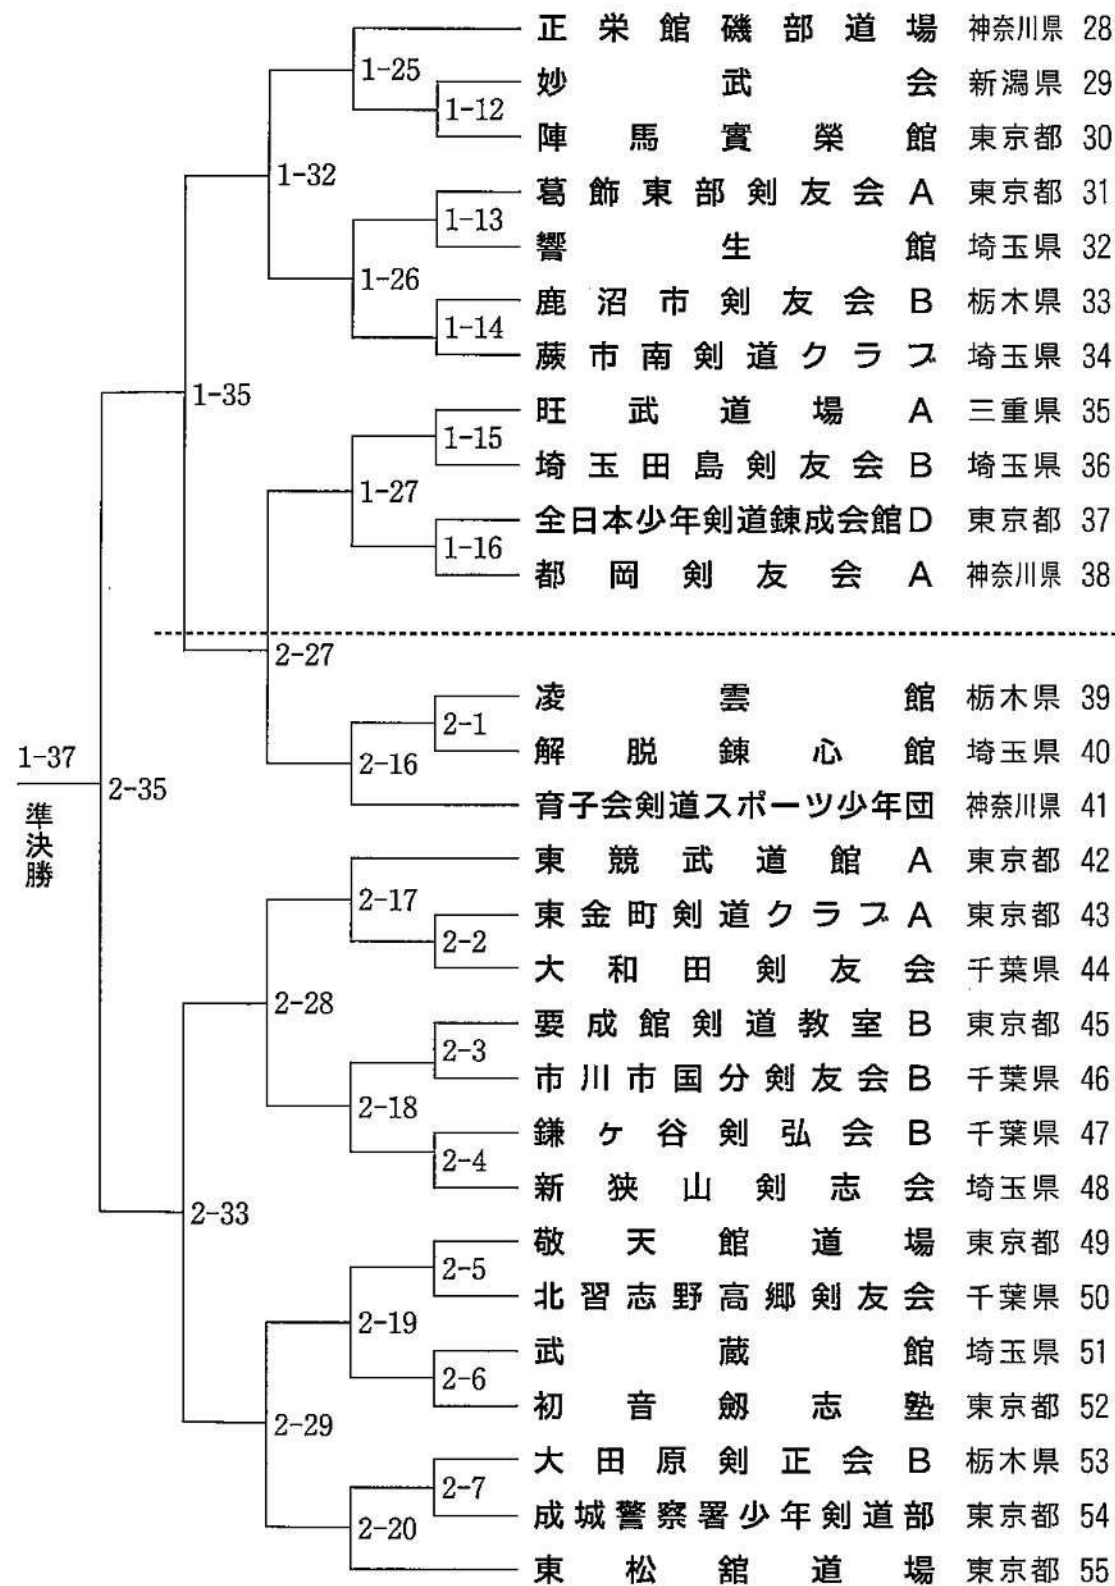 正栄館磯部道場 神奈川県 28
1-25
妙武会 新潟県 29
1-12
陣馬實榮館 東京都 30
1-32
葛飾東部剣友会A 東京都 31
1-13
響生館 埼玉県 32
1-26
鹿沼市剣友会B 栃木県 33
1-14
蕨市南剣道クラブ 埼玉県 34
1-35
旺武道場A 三重県 35
1-15
埼玉田島剣友会B 埼玉県 36
1-27
全日本少年剣道錬成会館D 東京都 37
1-16
都岡剣友会A 神奈川県 38
2-27
凌雲館 栃木県 39
2-1
解脱錬心館 埼玉県 40
2-16
育子会剣道スポーツ少年団 神奈川県 41
1-37
準決勝
2-35
東競武道館A 東京都 42
2-17
東金町剣道クラブA 東京都 43
2-2
大和田剣友会 千葉県 44
2-28
要成館剣道教室B 東京都 45
2-3
市川市国分剣友会B 千葉県 46
2-18
鎌ヶ谷剣弘会B 千葉県 47
2-4
新狭山剣志会 埼玉県 48
2-33
敬天館道場 東京都 49
2-5
北習志野高郷剣友会 千葉県 50
2-19
武蔵館 埼玉県 51
2-6
初音劔志塾 東京都 52
2-29
大田原剣正会B 栃木県 53
2-7
成城警察署少年剣道部 東京都 54
2-20
東松舘道場 東京都 55